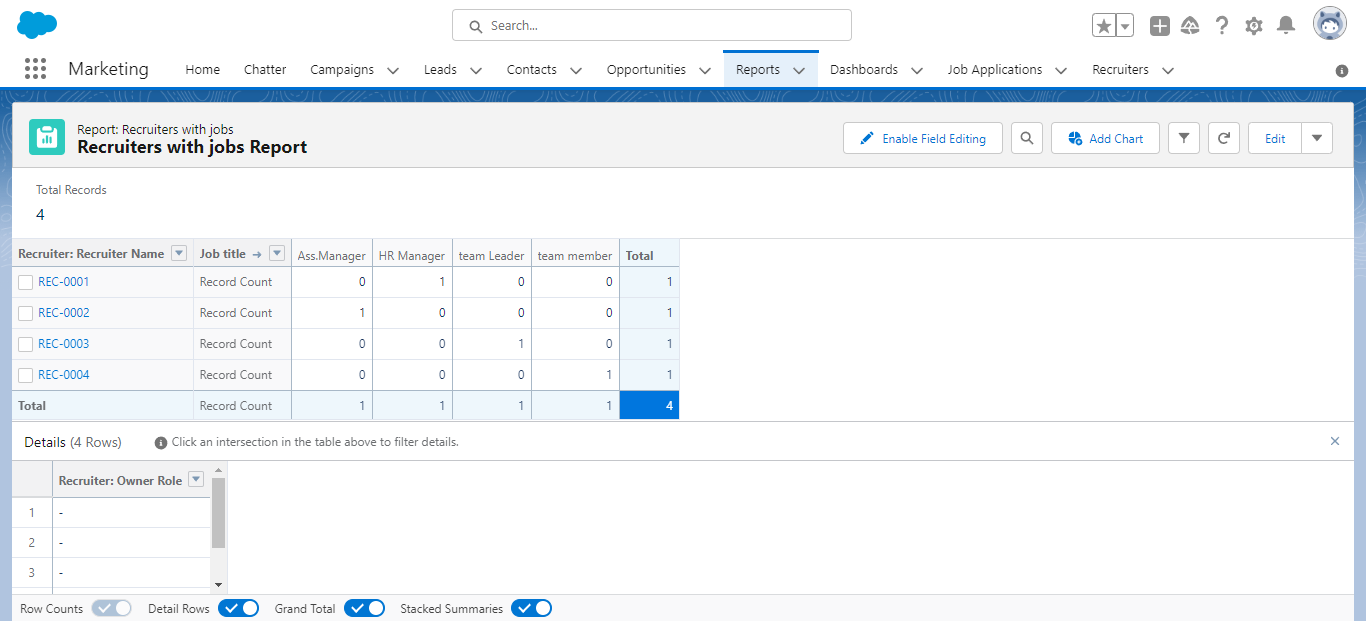 Search...
Marketing Home Chatter Campaigns Leads Contacts Opportunities Reports Dashboards Job Applications Recruiters
Report: Recruiters with jobs
Recruiters with jobs Report
Enable Field Editing Add Chart Edit
Total Records
4
Recruiter: Recruiter Name Job title → Ass.Manager HR Manager team Leader team member Total
REC-0001 Record Count 0 1 0 0 1
REC-0002 Record Count 1 0 0 0 1
REC-0003 Record Count 0 0 1 0 1
REC-0004 Record Count 0 0 0 1 1
Total Record Count 1 1 1 1 4
Details (4 Rows) Click an intersection in the table above to filter details.
Recruiter: Owner Role
1 -
2 -
3 -
Row Counts Detail Rows Grand Total Stacked Summaries